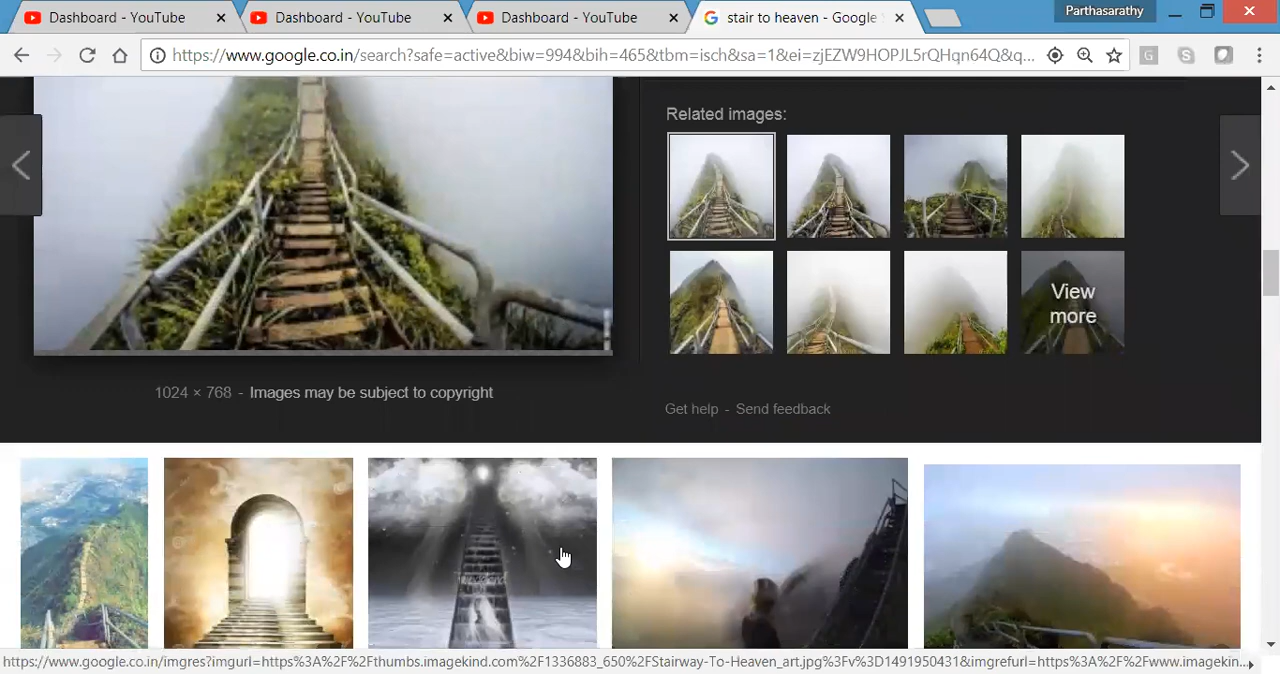 Dashboard - YouTube
Dashboard - YouTube
Dashboard - YouTube
stair to heaven - Google
Parthasarathy
https://www.google.co.in/search?safe=active&biw=994&bih=465&tbm=isch&sa=1&ei=zjEZW9HOPJL5rQHqn64Q&q...
Related images:
View
more
1024 × 768 - Images may be subject to copyright
Get help - Send feedback
https://www.google.co.in/imgres?imgurl=https%3A%2F%2Fthumbs.imagekind.com%2F1336883_650%2FStairway-To-Heaven_art.jpg%3Fv%3D1491950431&imgrefurl=https%3A%2F%2Fwww.imagekin...